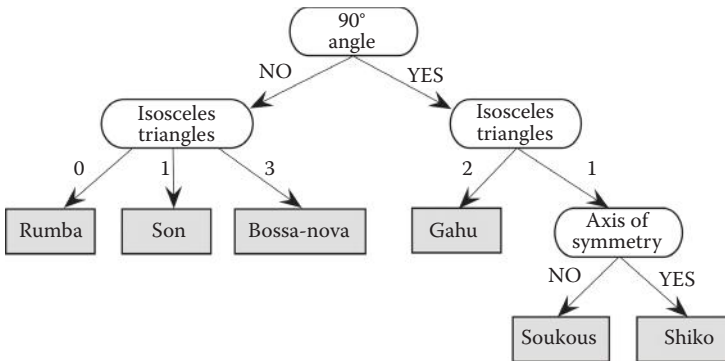 90°
angle
NO
YES
Isosceles
triangles
Isosceles
triangles
0
1
3
2
1
Rumba
Son
Bossa-nova
Gahu
Axis of
symmetry
NO
YES
Soukous
Shiko